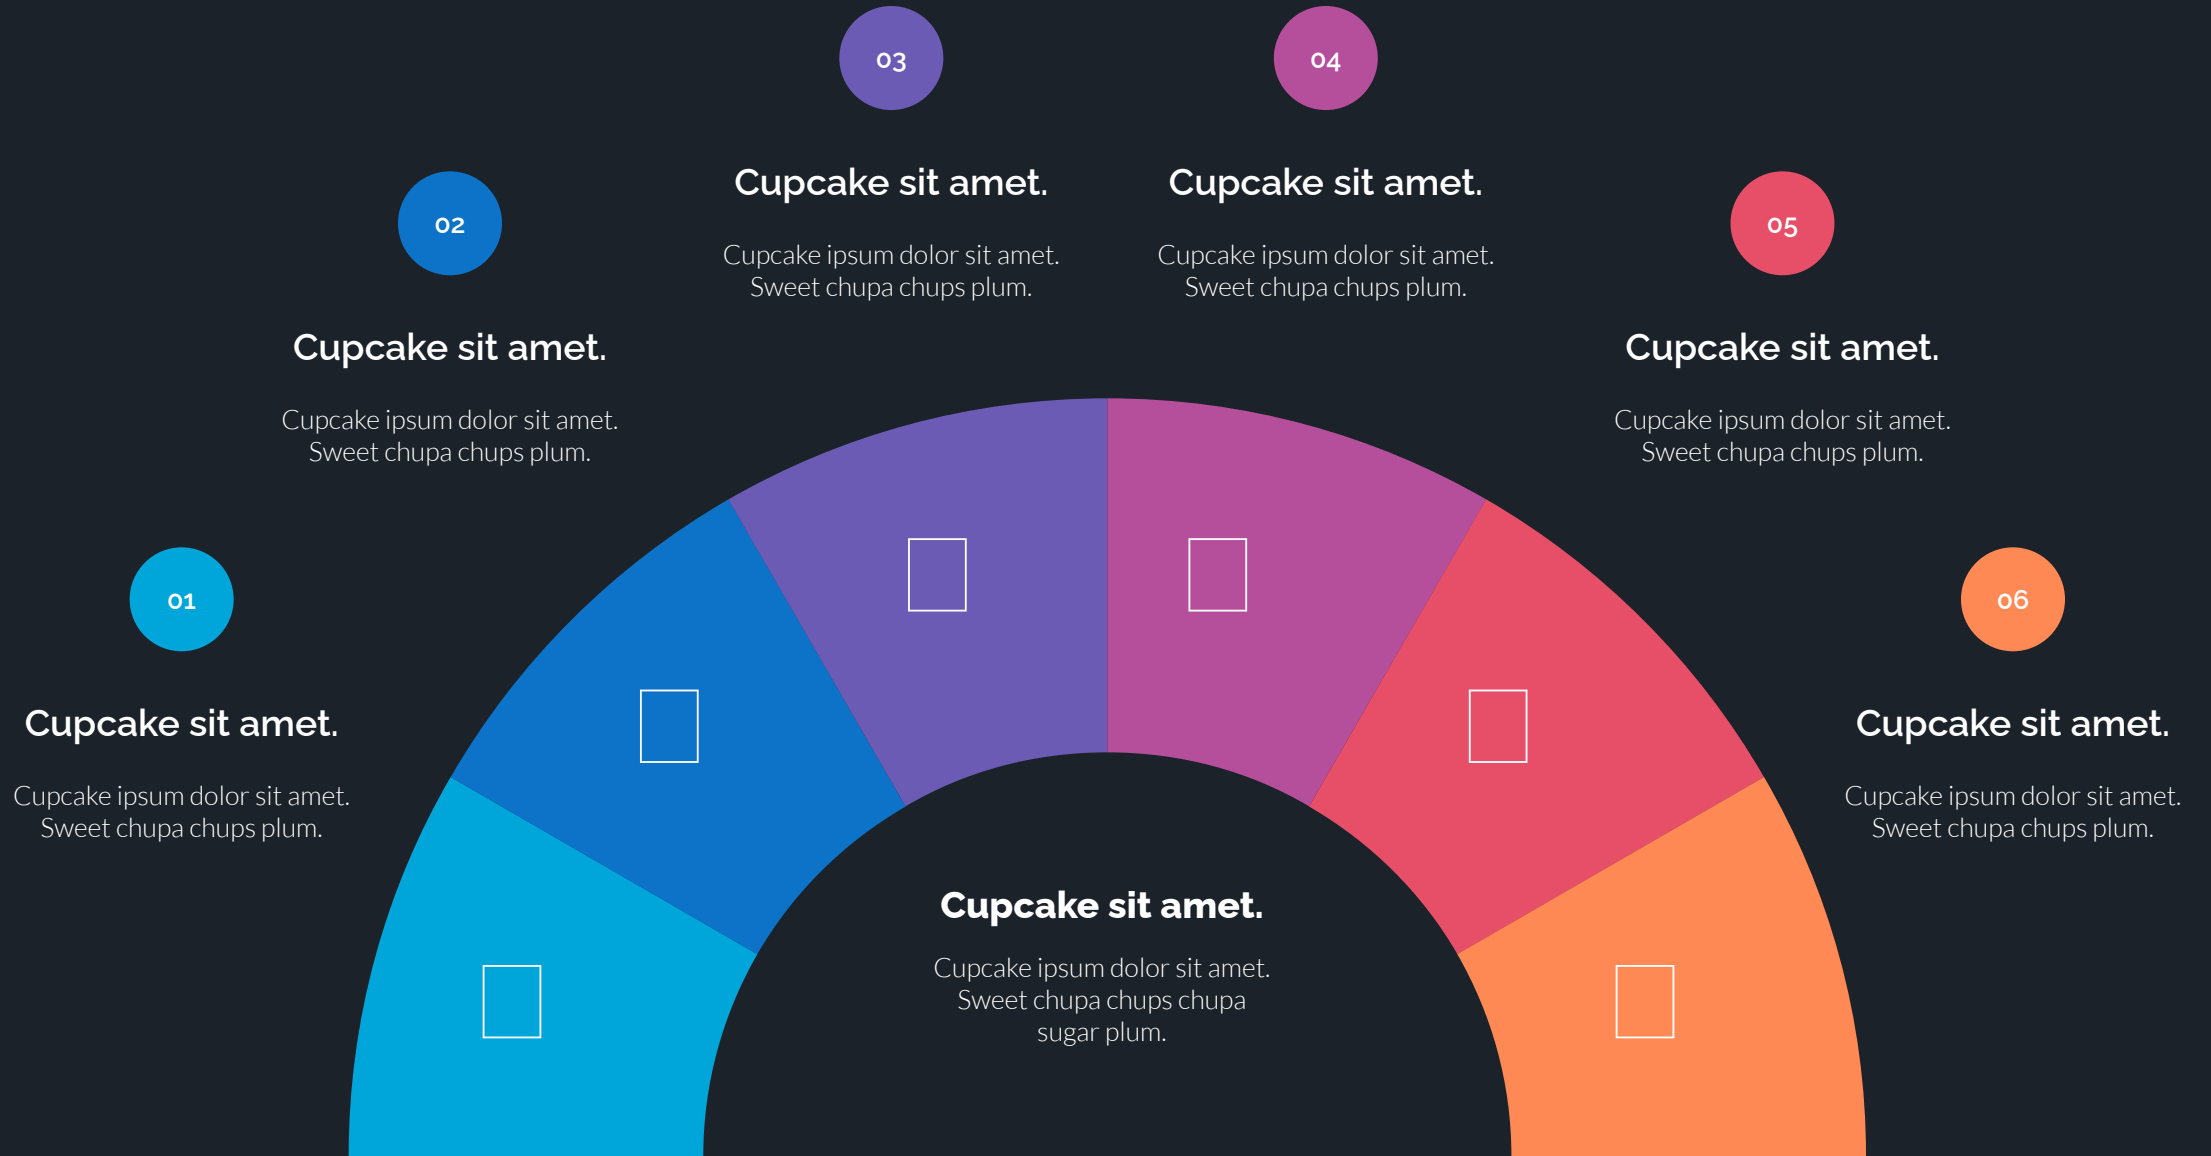 01
Cupcake sit amet.
Cupcake ipsum dolor sit amet.
Sweet chupa chups plum.
02
Cupcake sit amet.
Cupcake ipsum dolor sit amet.
Sweet chupa chups plum.
03
Cupcake sit amet.
Cupcake ipsum dolor sit amet.
Sweet chupa chups plum.
04
Cupcake sit amet.
Cupcake ipsum dolor sit amet.
Sweet chupa chups plum.
05
Cupcake sit amet.
Cupcake ipsum dolor sit amet.
Sweet chupa chups plum.
06
Cupcake sit amet.
Cupcake ipsum dolor sit amet.
Sweet chupa chups plum.
Cupcake sit amet.
Cupcake ipsum dolor sit amet.
Sweet chupa chups chupa
sugar plum.